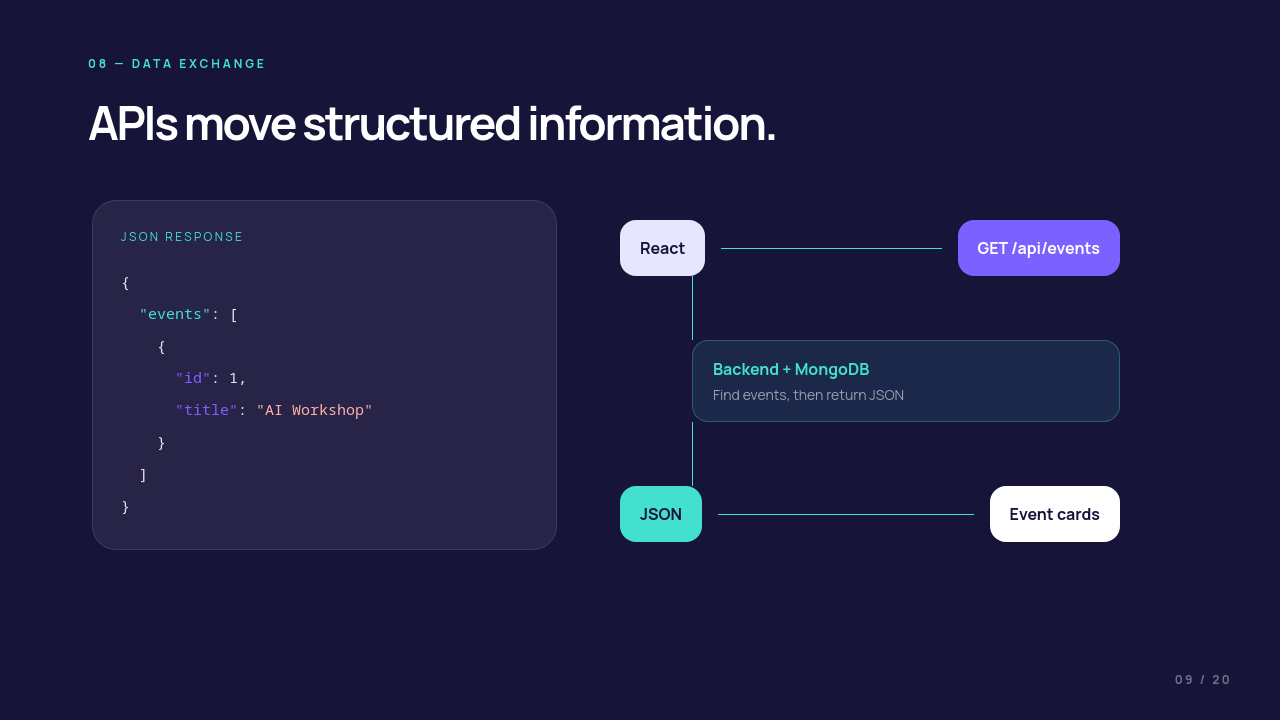 08 — DATA EXCHANGE
APIs move structured information.
JSON RESPONSE
{
  "events": [
    {
      "id": 1,
      "title": "AI Workshop"
    }
  ]
}
React
GET /api/events
Backend + MongoDB
Find events, then return JSON
JSON
Event cards
09 / 20